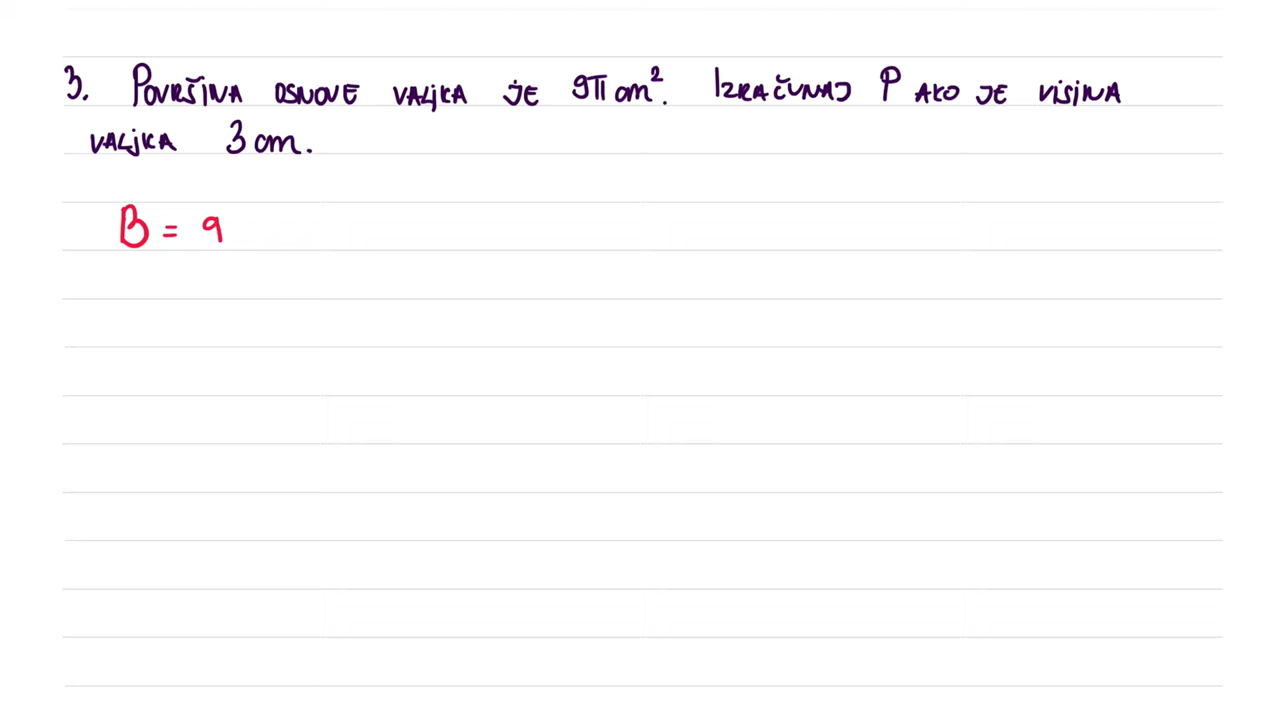 3. POVRŠINA OSNOVE VALJKA JE 9π cm². IZRAČUNAJ P AKO JE VISINA
VALJKA 3 cm.
B = 9